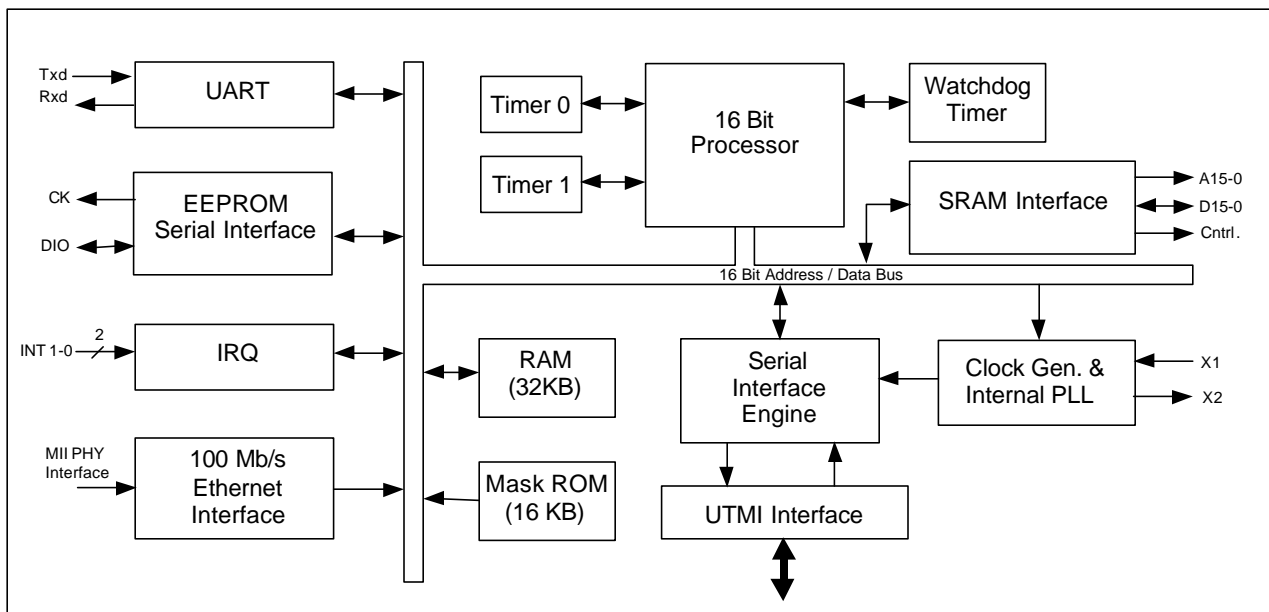 Txd
Rxd
UART
CK
DIO
EEPROM
Serial Interface
INT 1-0
2
IRQ
MII PHY
Interface
100 Mb/s
Ethernet
Interface
Timer 0
Timer 1
16 Bit
Processor
Watchdog
Timer
SRAM Interface
A15-0
D15-0
Cntrl.
16 Bit Address / Data Bus
RAM
(32KB)
Mask ROM
(16 KB)
Serial
Interface
Engine
UTMI Interface
Clock Gen. &
Internal PLL
X1
X2